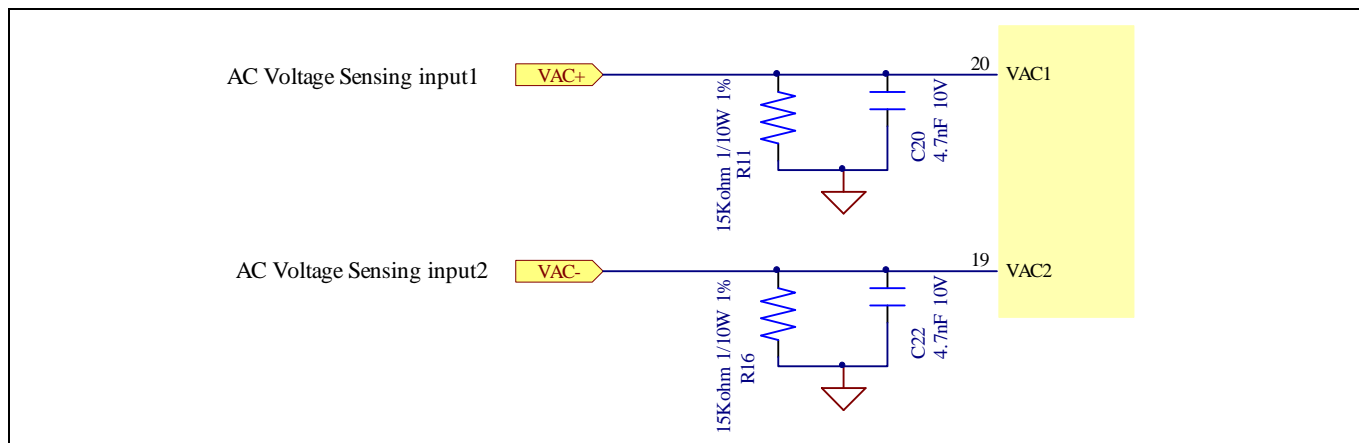 AC Voltage Sensing input1
VAC+
20
VAC1
15Kohm 1/10W 1%
R11
C20
4.7nF 10V
AC Voltage Sensing input2
VAC-
19
VAC2
15Kohm 1/10W 1%
R16
C22
4.7nF 10V